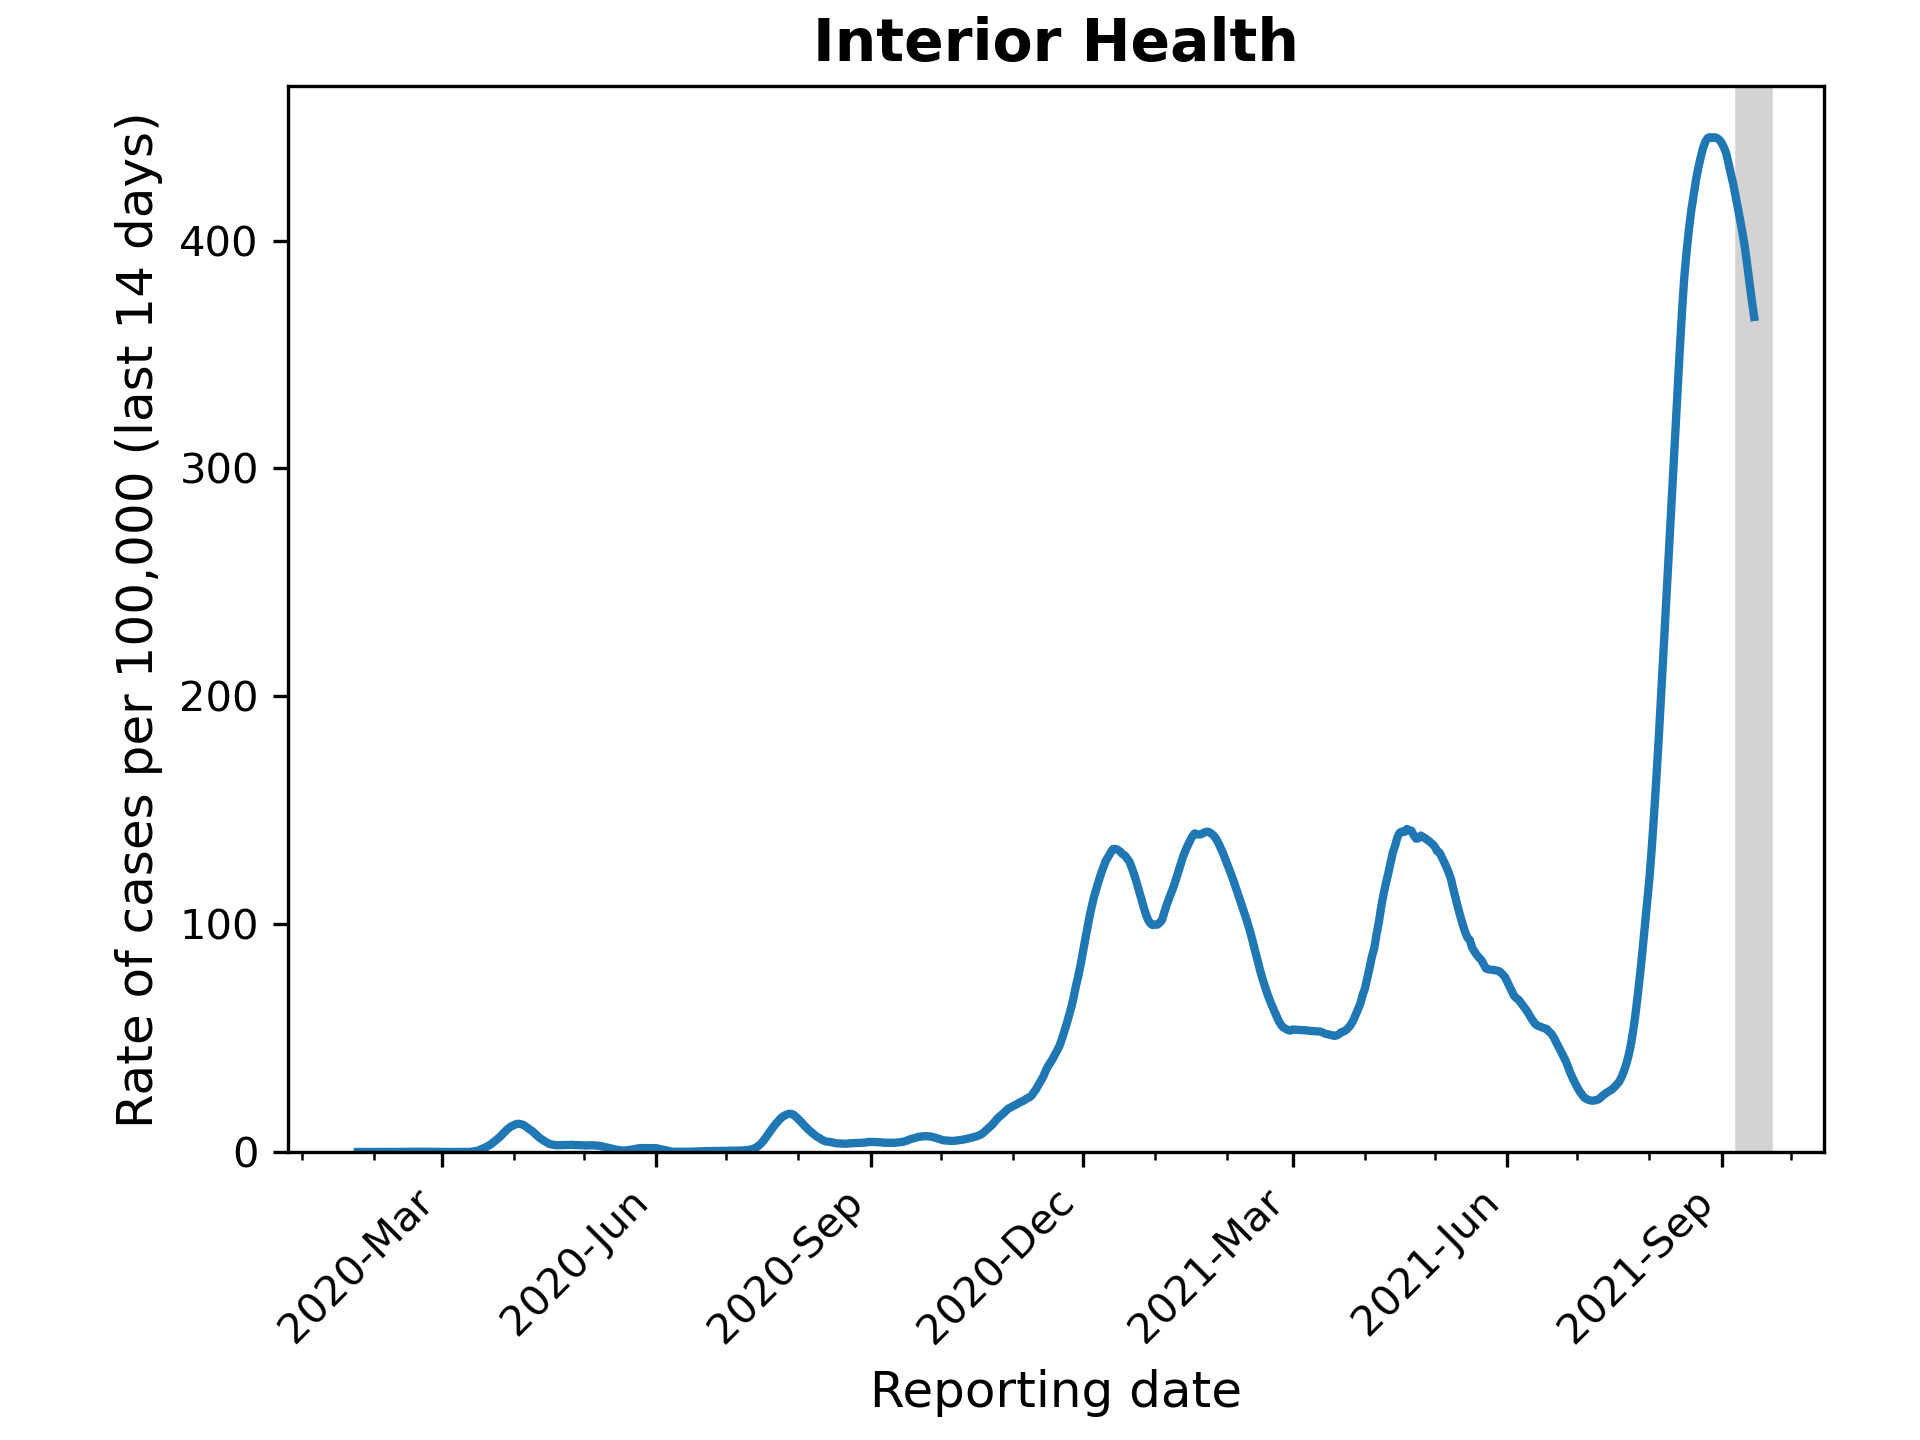 Interior Health
Rate of cases per 100,000 (last 14 days)
400
300
200
100
0
2020-Mar
2020-Jun
2020-Sep
2020-Dec
2021-Mar
2021-Jun
2021-Sep
Reporting date